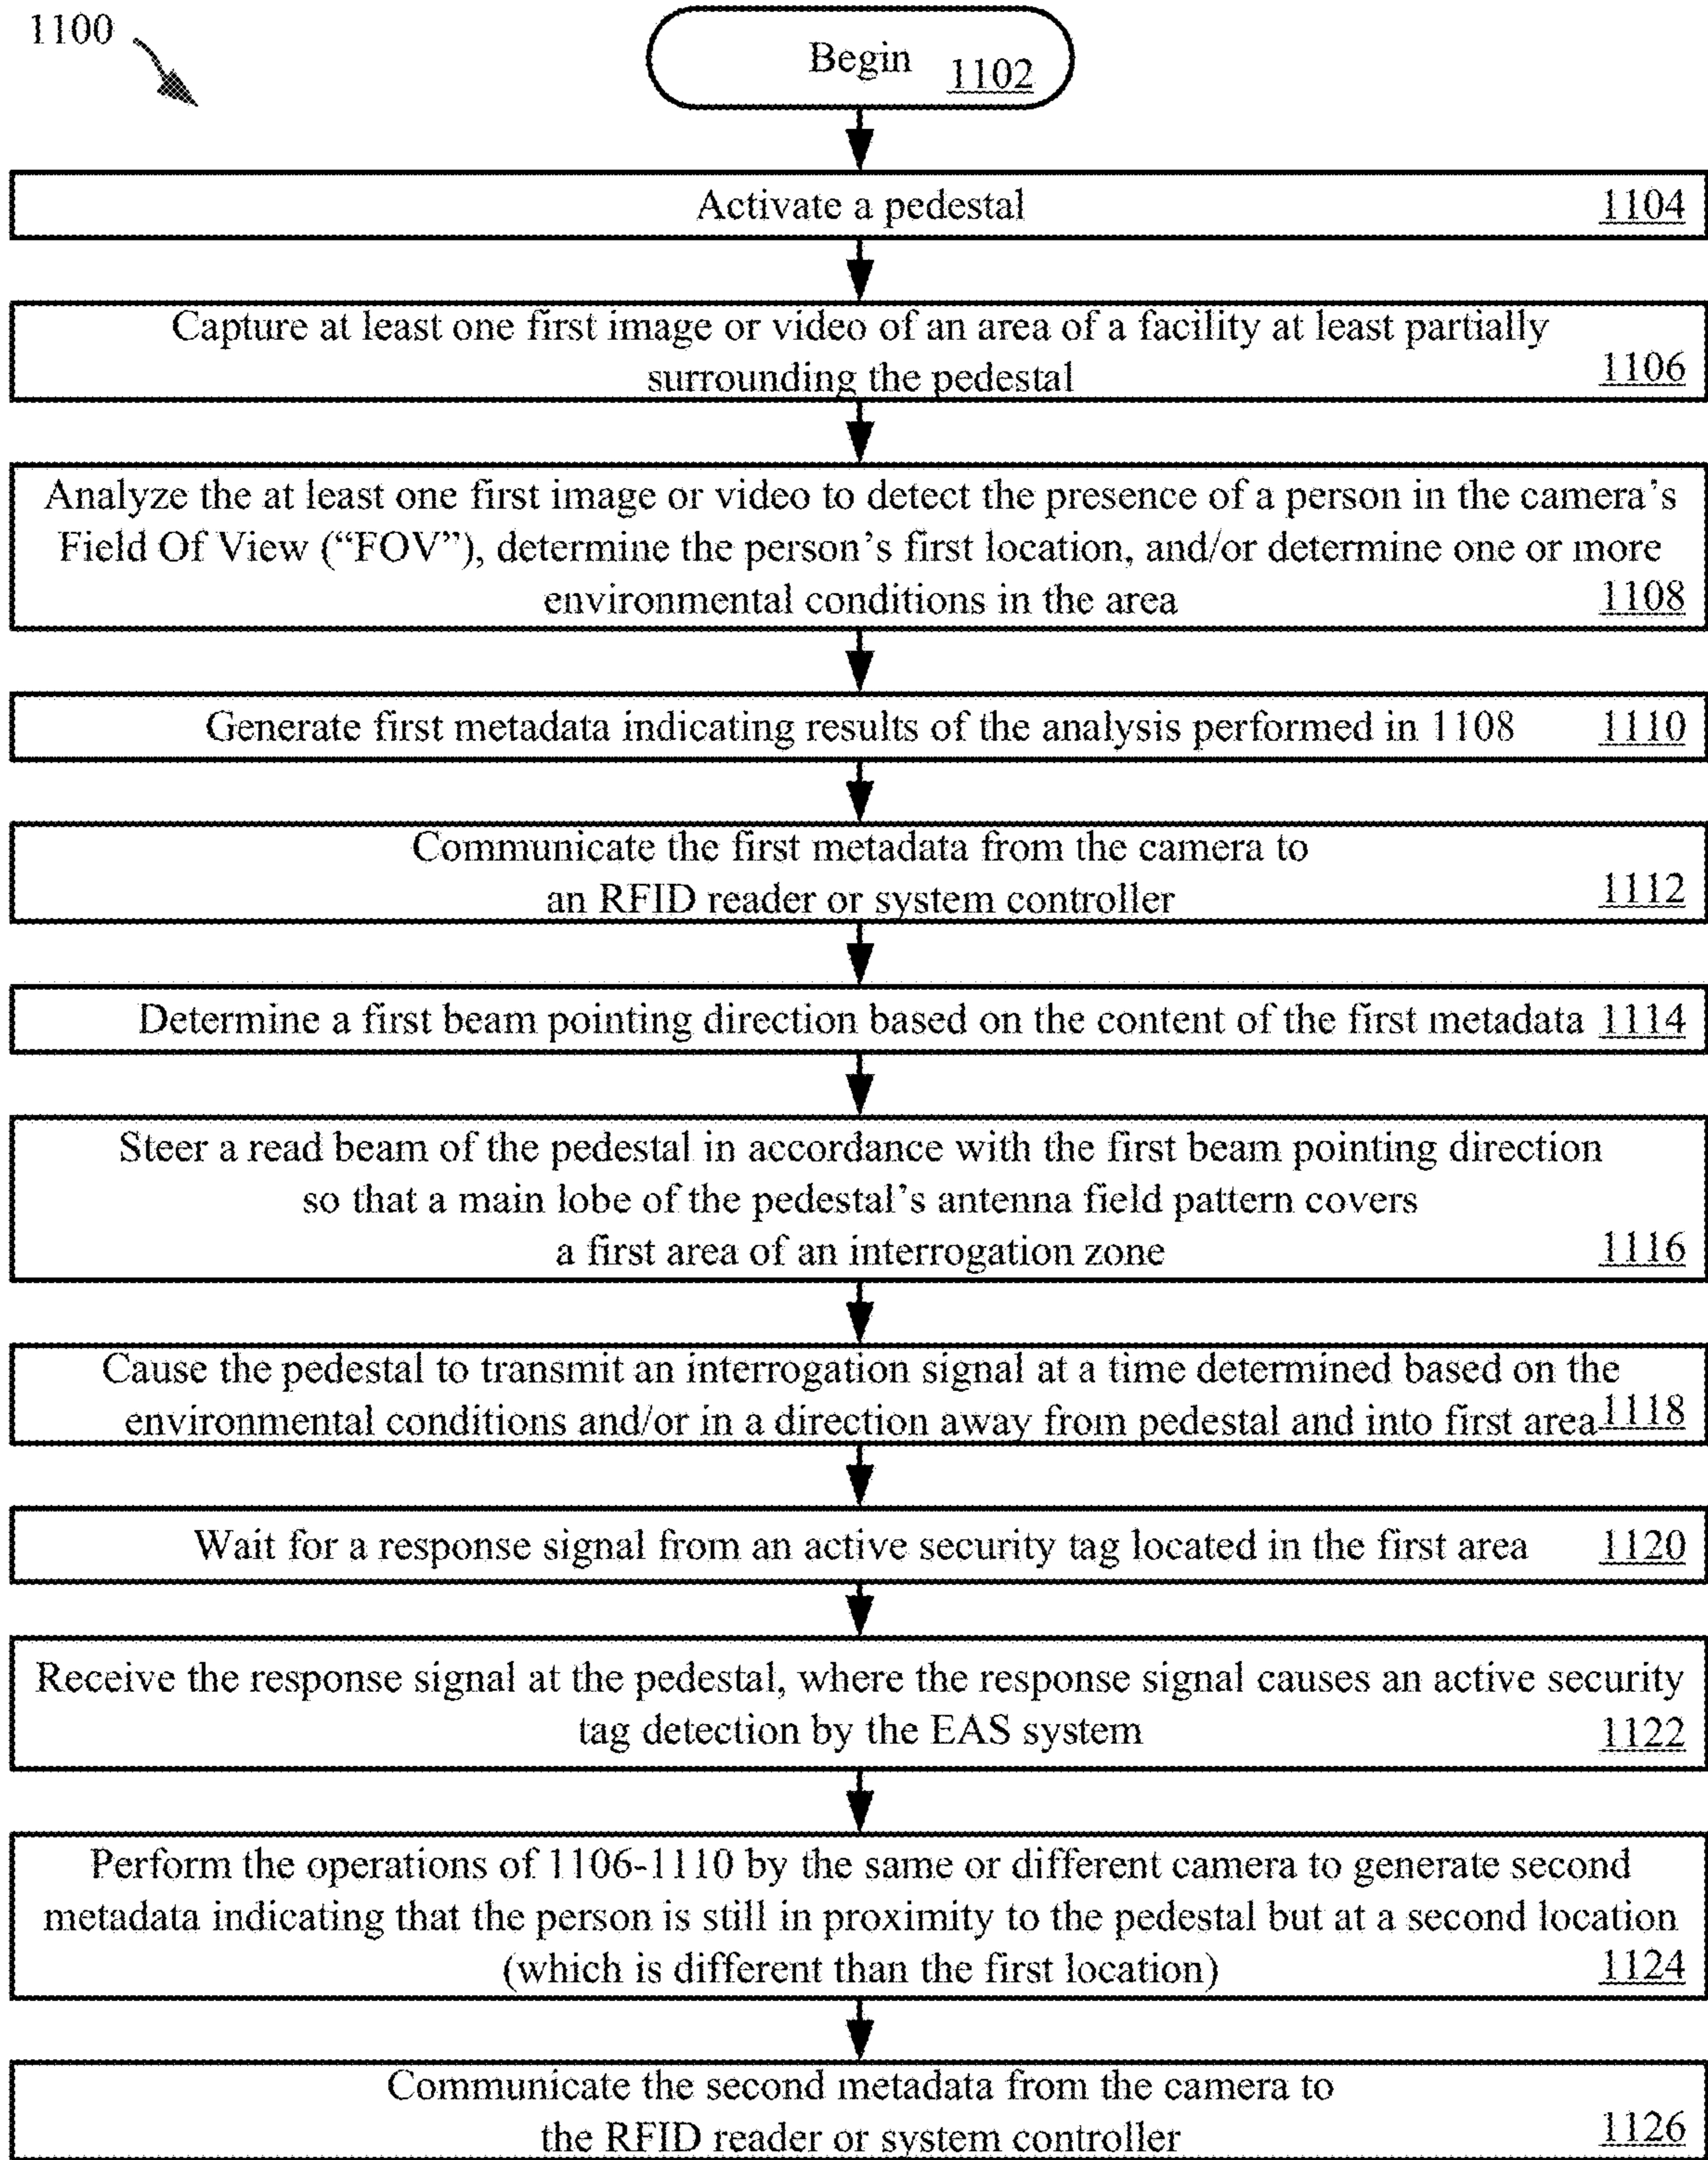 1100
Begin 1102
Activate a pedestal 1104
Capture at least one first image or video of an area of a facility at least partially
surrounding the pedestal 1106
Analyze the at least one first image or video to detect the presence of a person in the camera's
Field Of View (“FOV”), determine the person's first location, and/or determine one or more
environmental conditions in the area 1108
Generate first metadata indicating results of the analysis performed in 1108 1110
Communicate the first metadata from the camera to
an RFID reader or system controller 1112
Determine a first beam pointing direction based on the content of the first metadata 1114
Steer a read beam of the pedestal in accordance with the first beam pointing direction
so that a main lobe of the pedestal's antenna field pattern covers
a first area of an interrogation zone 1116
Cause the pedestal to transmit an interrogation signal at a time determined based on the
environmental conditions and/or in a direction away from pedestal and into first area 1118
Wait for a response signal from an active security tag located in the first area 1120
Receive the response signal at the pedestal, where the response signal causes an active security
tag detection by the EAS system 1122
Perform the operations of 1106-1110 by the same or different camera to generate second
metadata indicating that the person is still in proximity to the pedestal but at a second location
(which is different than the first location) 1124
Communicate the second metadata from the camera to
the RFID reader or system controller 1126